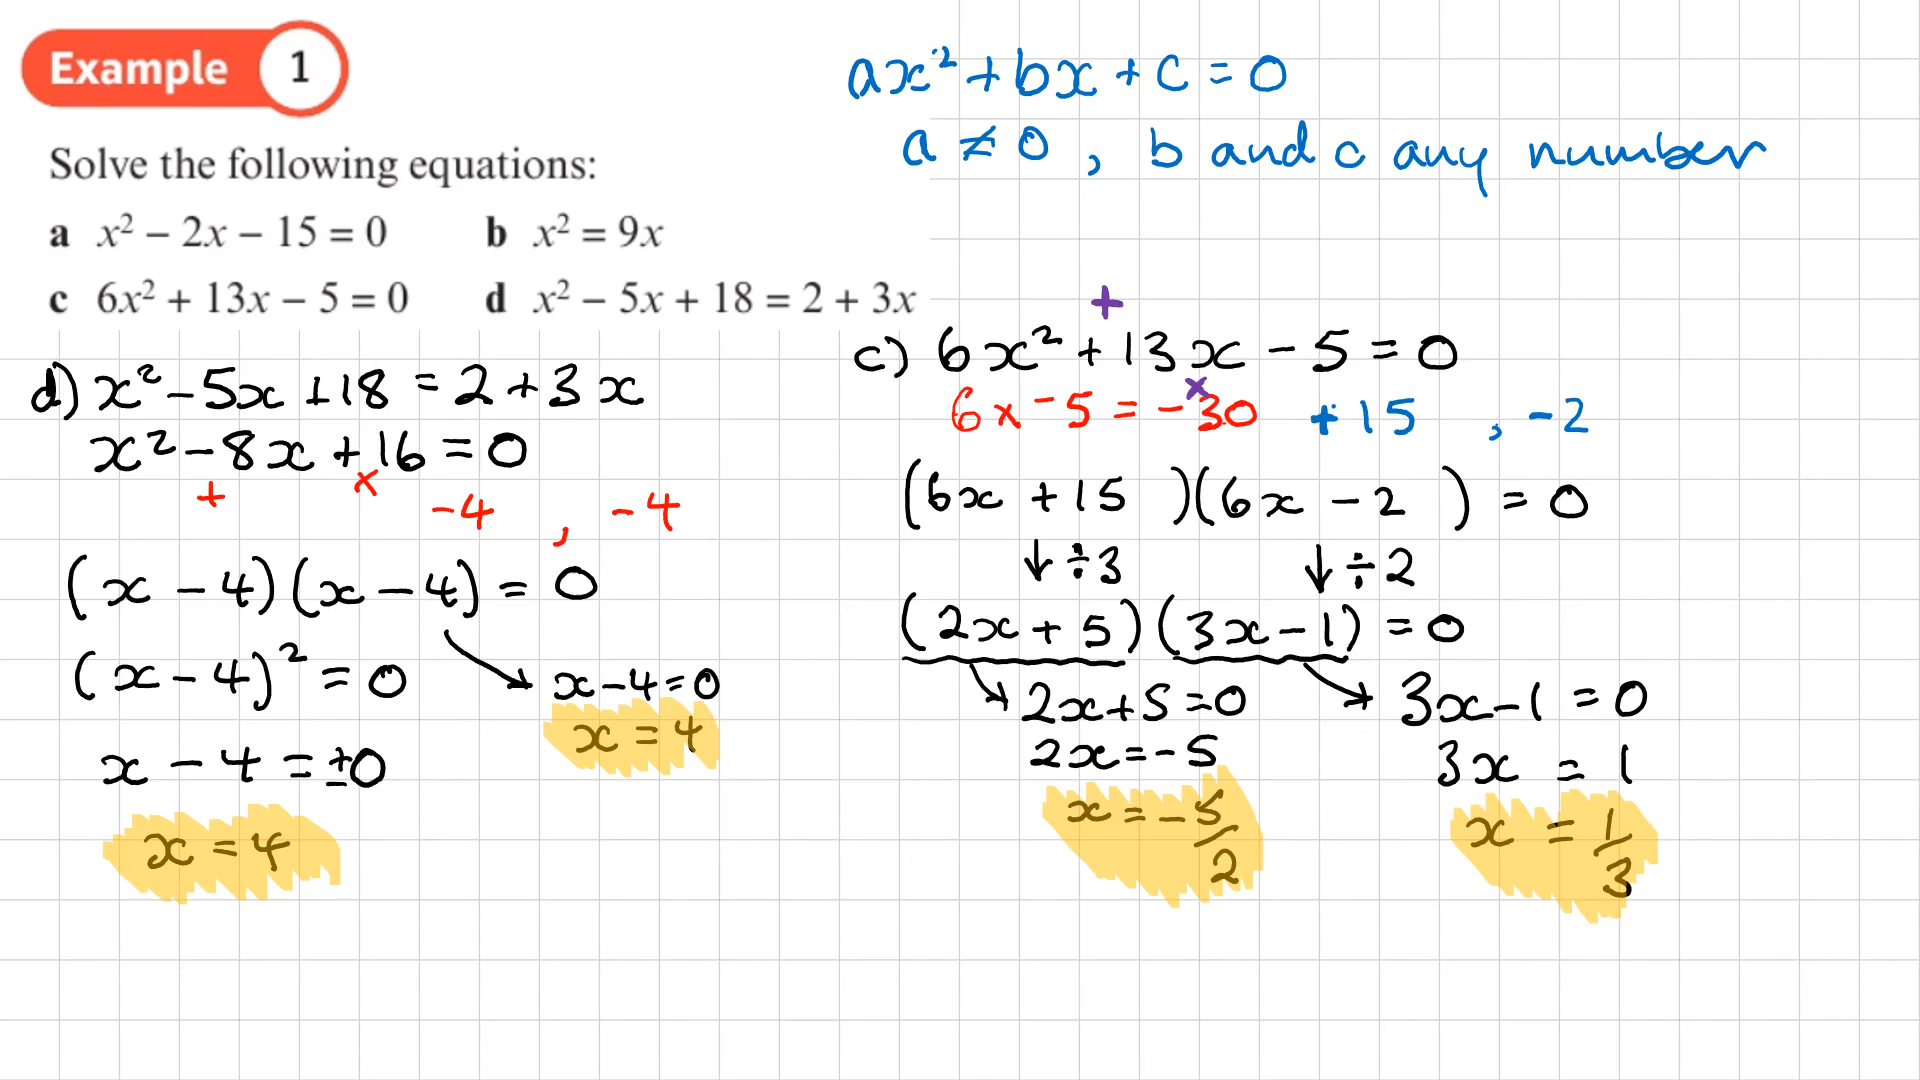 Example 1
Solve the following equations:
a x² − 2x − 15 = 0 b x² = 9x
c 6x² + 13x − 5 = 0 d x² − 5x + 18 = 2 + 3x
ax² + bx + c = 0
a ≠ 0 , b and c any number
d) x² − 5x + 18 = 2 + 3x
x² − 8x + 16 = 0
+ ×
−4 , −4
(x − 4)(x − 4) = 0
(x − 4)² = 0
x − 4 = ±0
x = 4
x − 4 = 0
x = 4
+
c) 6x² + 13x − 5 = 0
×
6 × −5 = −30 +15 , −2
(6x + 15 )(6x − 2 ) = 0
↓ ÷3 ↓ ÷2
(2x + 5)(3x − 1) = 0
2x + 5 = 0
2x = −5
x = −5/2
3x − 1 = 0
3x = 1
x = 1/3